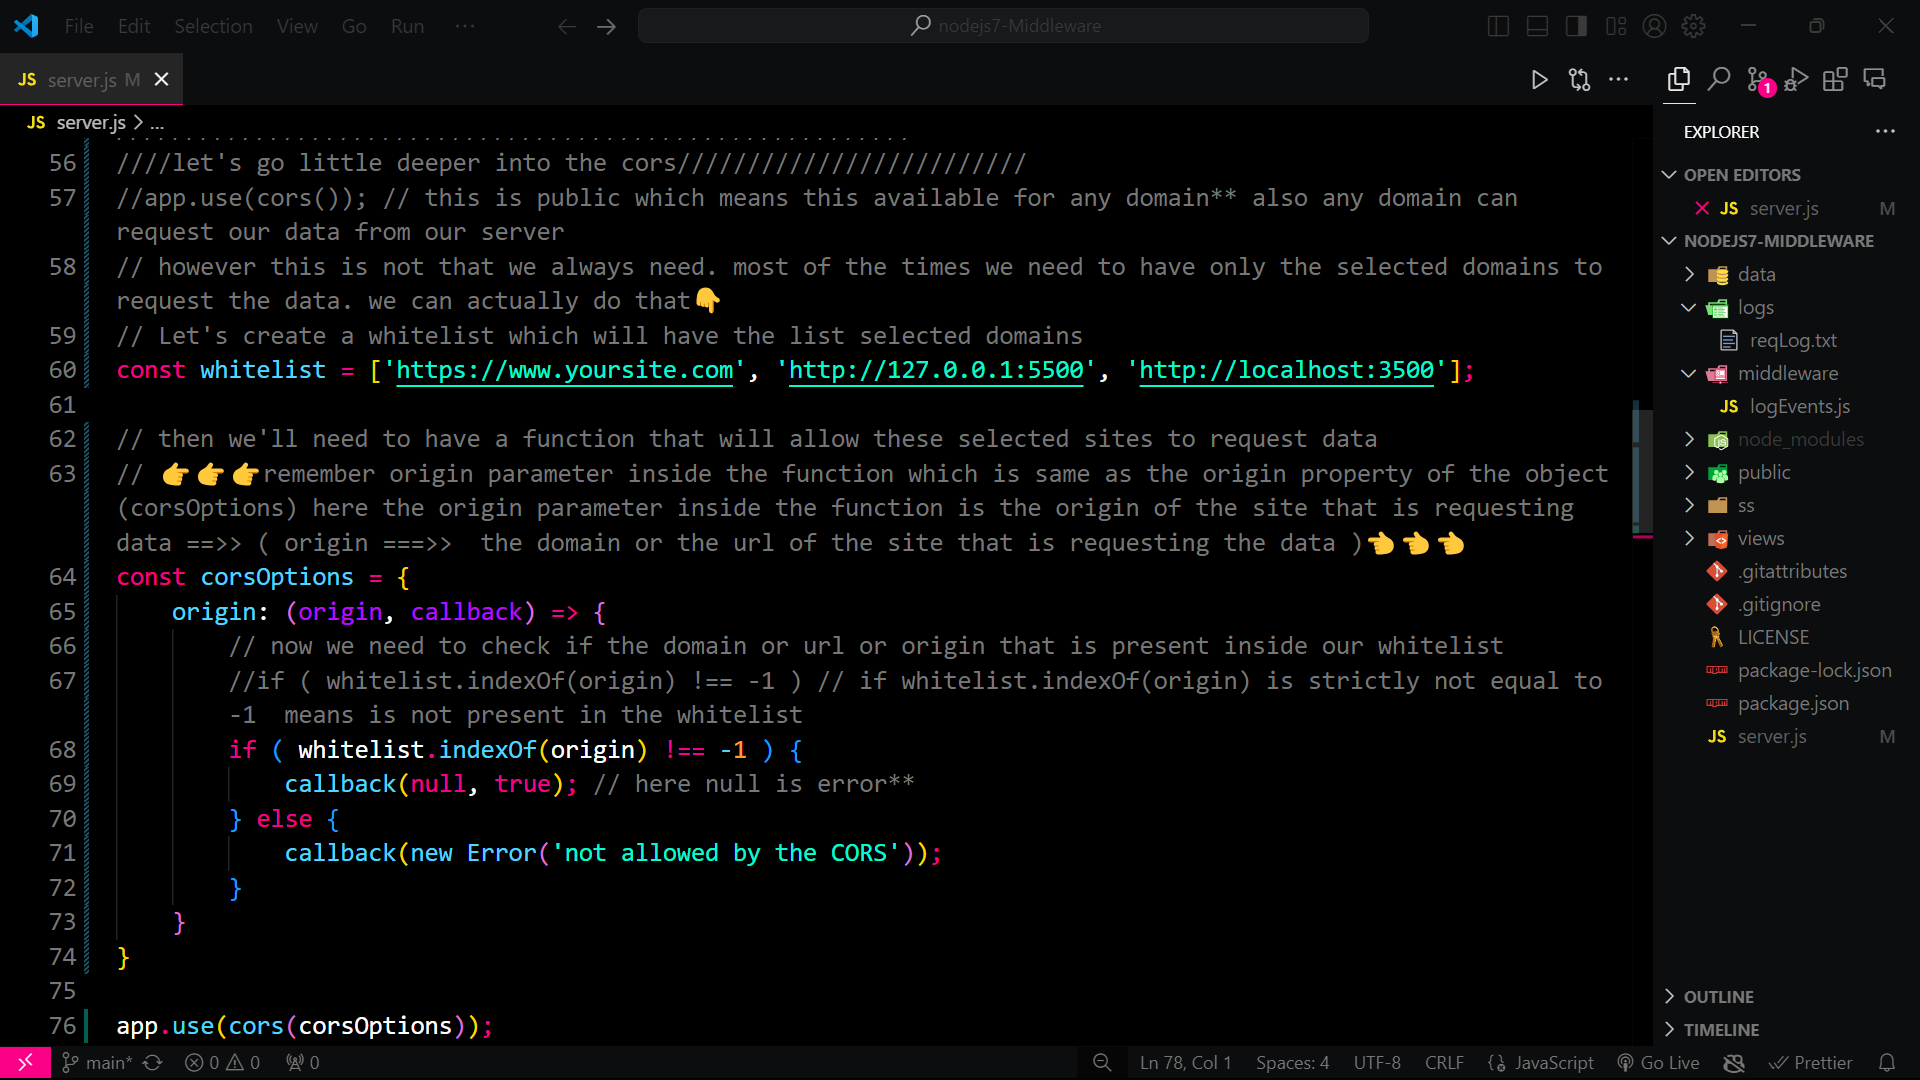 File Edit Selection View Go Run ··· nodejs7-Middleware
JS server.js M
JS server.js > ...
56 ////let's go little deeper into the cors/////////////////////////
57 //app.use(cors()); // this is public which means this available for any domain** also any domain can
request our data from our server
58 // however this is not that we always need. most of the times we need to have only the selected domains to
request the data. we can actually do that👇
59 // Let's create a whitelist which will have the list selected domains
60 const whitelist = ['https://www.yoursite.com', 'http://127.0.0.1:5500', 'http://localhost:3500'];
61
62 // then we'll need to have a function that will allow these selected sites to request data
63 // 👉👉👉remember origin parameter inside the function which is same as the origin property of the object
(corsOptions) here the origin parameter inside the function is the origin of the site that is requesting
data ==>> ( origin ===>>  the domain or the url of the site that is requesting the data )👈👈👈
64 const corsOptions = {
65     origin: (origin, callback) => {
66         // now we need to check if the domain or url or origin that is present inside our whitelist
67         //if ( whitelist.indexOf(origin) !== -1 ) // if whitelist.indexOf(origin) is strictly not equal to
-1  means is not present in the whitelist
68         if ( whitelist.indexOf(origin) !== -1 ) {
69             callback(null, true); // here null is error**
70         } else {
71             callback(new Error('not allowed by the CORS'));
72         }
73     }
74 }
75
76 app.use(cors(corsOptions));
1
EXPLORER
OPEN EDITORS
JS server.js M
NODEJS7-MIDDLEWARE
data
logs
reqLog.txt
middleware
JS logEvents.js
node_modules
public
ss
views
.gitattributes
.gitignore
LICENSE
package-lock.json
package.json
JS server.js M
OUTLINE
TIMELINE
main* 0 0 0 Ln 78, Col 1 Spaces: 4 UTF-8 CRLF {} JavaScript Go Live Prettier